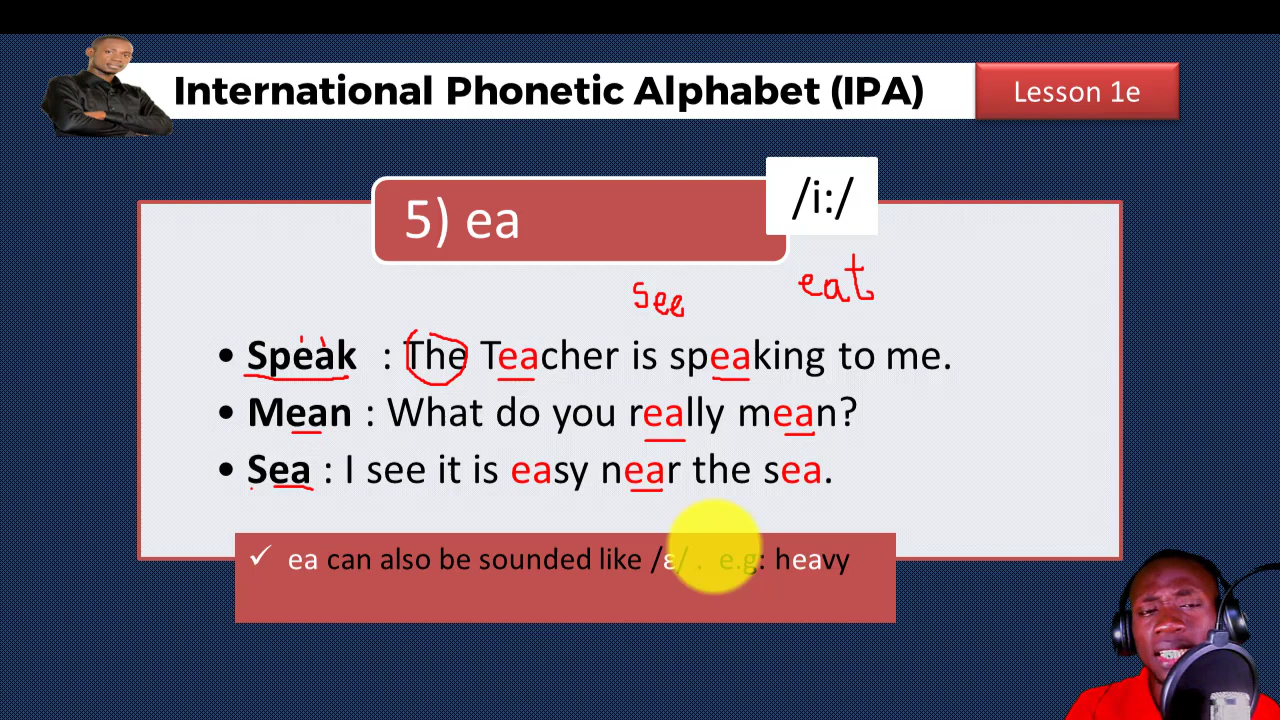 International Phonetic Alphabet (IPA)
Lesson 1e
5) ea
/i:/
see
eat
• Speak : The Teacher is speaking to me.
• Mean : What do you really mean?
• Sea : I see it is easy near the sea.
✓ ea can also be sounded like /ɛ/ . e.g: heavy